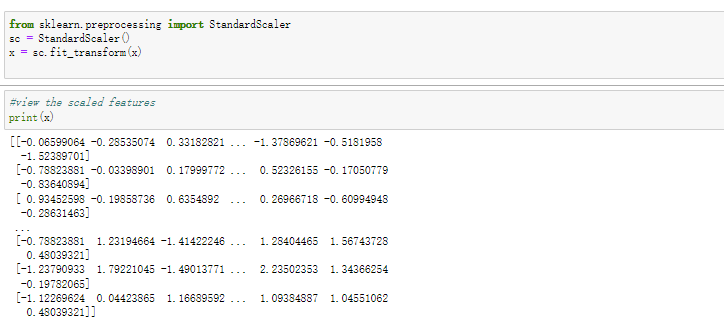 from sklearn.preprocessing import StandardScaler
sc = StandardScaler()
x = sc.fit_transform(x)
#view the scaled features
print(x)
[[-0.06599064 -0.28535074  0.33182821 ... -1.37869621 -0.5181958
  -1.52389701]
 [-0.78823881 -0.03398901  0.17999772 ...  0.52326155 -0.17050779
  -0.83640894]
 [ 0.93452598 -0.19858736  0.6354892  ...  0.26966718 -0.60994948
  -0.28631463]
 ...
 [-0.78823881  1.23194664 -1.41422246 ...  1.28404465  1.56743728
   0.48039321]
 [-1.23790933  1.79221045 -1.49013771 ...  2.23502353  1.34366254
  -0.19782065]
 [-1.12269624  0.04423865  1.16689592 ...  1.09384887  1.04551062
   0.48039321]]